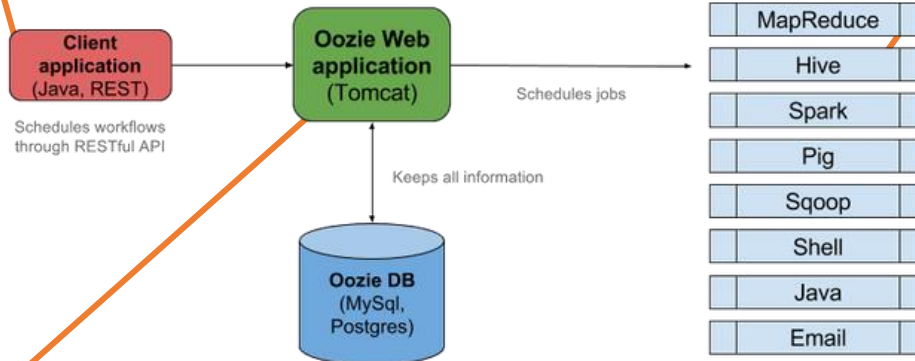 Client
application
(Java, REST)
Schedules workflows
through RESTful API
Oozie Web
application
(Tomcat)
Schedules jobs
Keeps all information
Oozie DB
(MySql,
Postgres)
MapReduce
Hive
Spark
Pig
Sqoop
Shell
Java
Email